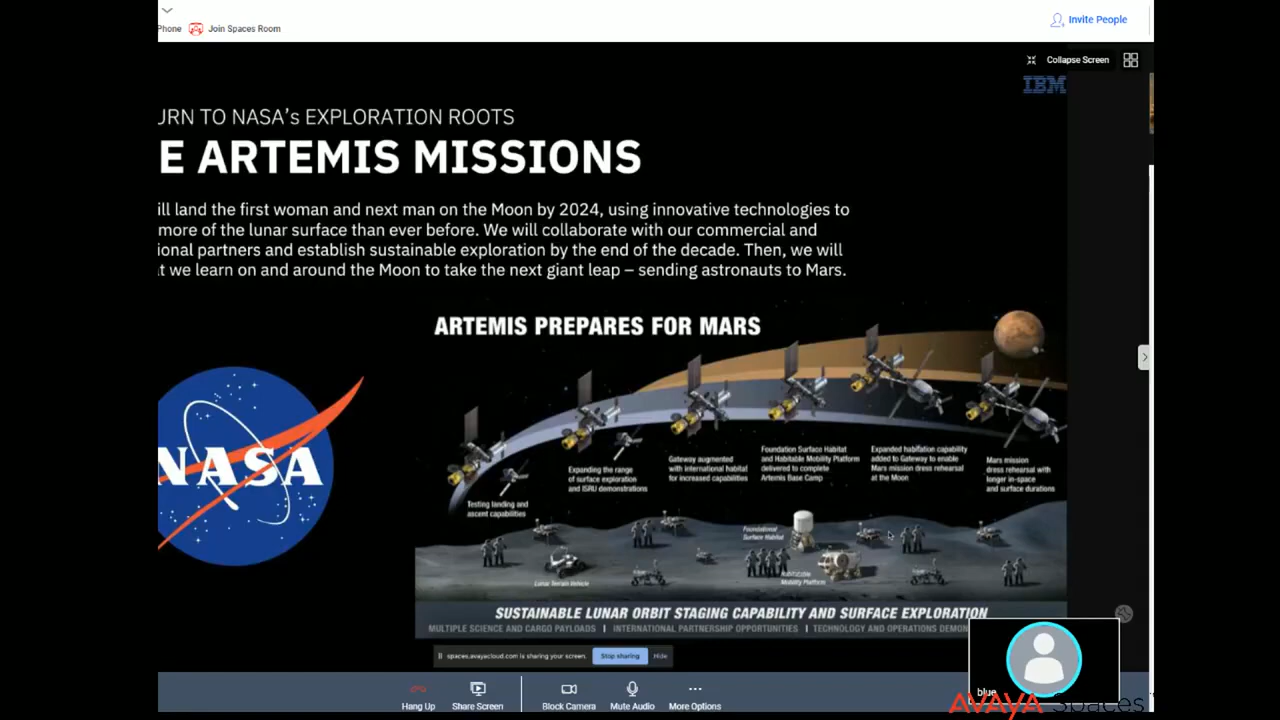 Phone Join Spaces Room
Invite People
Collapse Screen
IBM
URN TO NASA's EXPLORATION ROOTS
E ARTEMIS MISSIONS
ill land the first woman and next man on the Moon by 2024, using innovative technologies to
more of the lunar surface than ever before. We will collaborate with our commercial and
ional partners and establish sustainable exploration by the end of the decade. Then, we will
t we learn on and around the Moon to take the next giant leap – sending astronauts to Mars.
ARTEMIS PREPARES FOR MARS
NASA
Testing landing and
ascent capabilities
Expanding the range
of surface exploration
and ISRU demonstrations
Gateway augmented
with international habitat
for increased capabilities
Foundation Surface Habitat
and Habitable Mobility Platform
delivered to complete
Artemis Base Camp
Expanded habitation capability
added to Gateway to enable
Mars mission dress rehearsal
at the Moon
Mars mission
dress rehearsal with
longer in-space
and surface durations
Foundational
Surface Habitat
Lunar Terrain Vehicle
Mobility Platform
SUSTAINABLE LUNAR ORBIT STAGING CAPABILITY AND SURFACE EXPLORATION
MULTIPLE SCIENCE AND CARGO PAYLOADS | INTERNATIONAL PARTNERSHIP OPPORTUNITIES | TECHNOLOGY AND OPERATIONS DEMON
spaces.avayacloud.com is sharing your screen. Stop sharing Hide
blue
Hang Up Share Screen Block Camera Mute Audio More Options
AVAYA Spaces